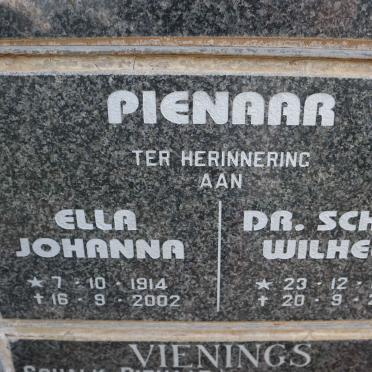 PIENAAR
TER HERINNERING
AAN
ELLA
JOHANNA
* 7 - 10 - 1914
† 16 - 9 - 2002
DR. SCH
WILHE
* 23 - 12 -
† 20 - 9 - 2
VIENINGS